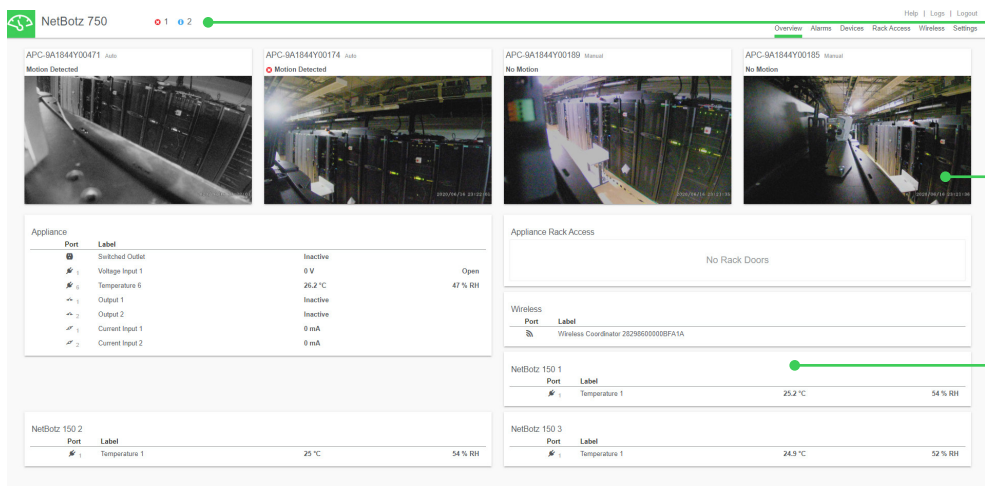 NetBotz 750
1 2
Help | Logs | Logout
Overview Alarms Devices Rack Access Wireless Settings
APC-9A1844Y00471 Auto
Motion Detected
APC-9A1844Y00174 Auto
Motion Detected
APC-9A1844Y00189 Manual
No Motion
APC-9A1844Y00185 Manual
No Motion
Appliance
Port Label
Switched Outlet Inactive
1 Voltage Input 1 0 V Open
6 Temperature 6 26.2 °C 47 % RH
1 Output 1 Inactive
2 Output 2 Inactive
1 Current Input 1 0 mA
2 Current Input 2 0 mA
Appliance Rack Access
No Rack Doors
Wireless
Port Label
Wireless Coordinator 28298600000BFA1A
NetBotz 150 1
Port Label
1 Temperature 1 25.2 °C 54 % RH
NetBotz 150 2
Port Label
1 Temperature 1 25 °C 54 % RH
NetBotz 150 3
Port Label
1 Temperature 1 24.9 °C 52 % RH